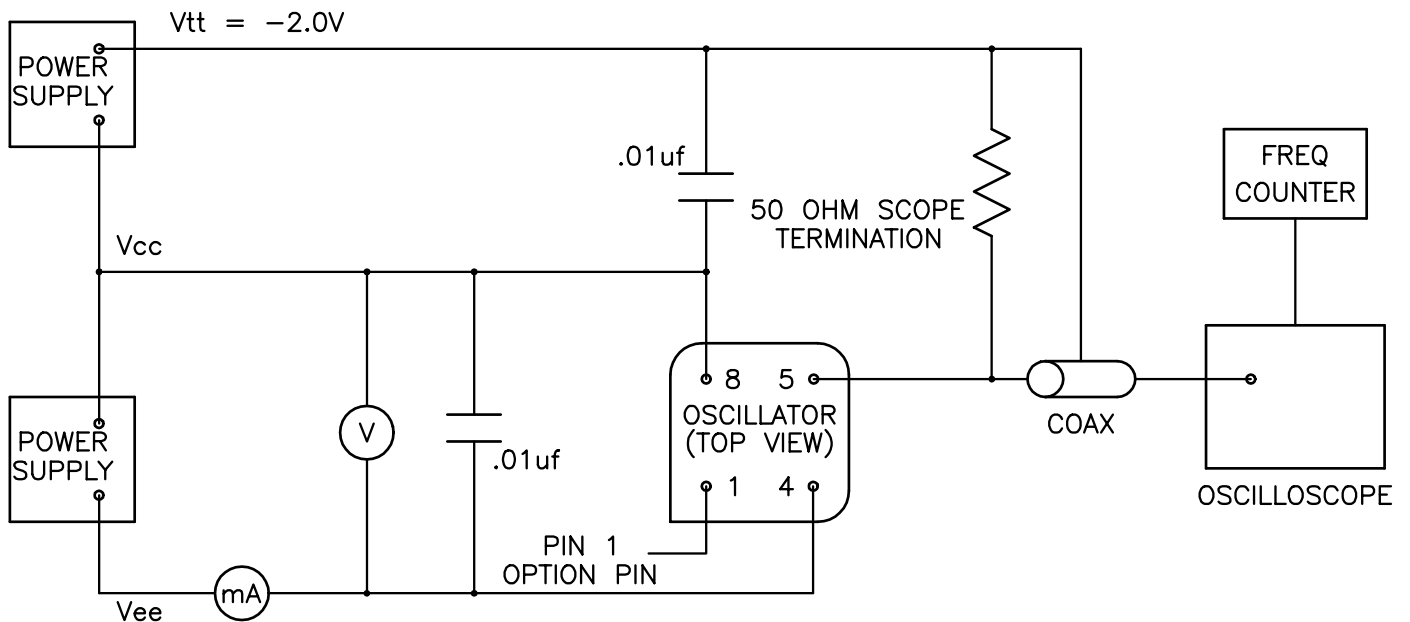 Vtt = −2.0V
POWER
SUPPLY
.01uf
50 OHM SCOPE
TERMINATION
FREQ
COUNTER
Vcc
8
5
OSCILLATOR
(TOP VIEW)
1
4
COAX
OSCILLOSCOPE
POWER
SUPPLY
V
.01uf
PIN 1
OPTION PIN
mA
Vee